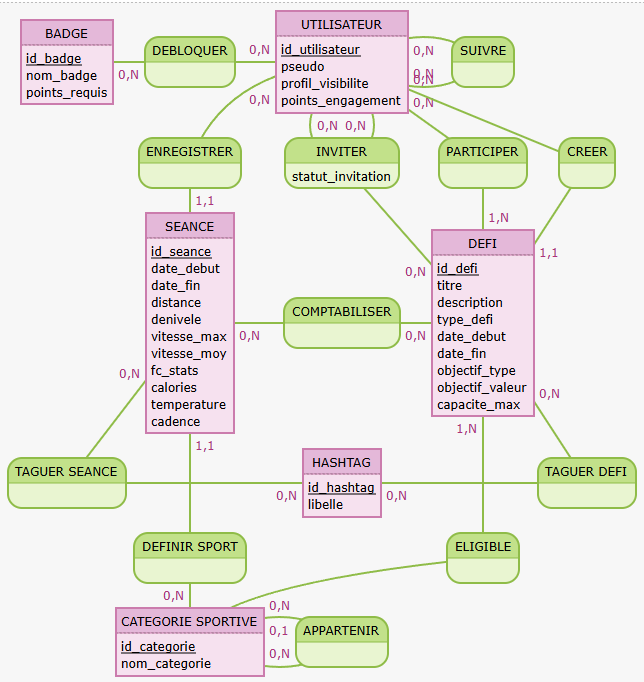 BADGE
id_badge
nom_badge
points_requis
0,N
DEBLOQUER
0,N
UTILISATEUR
id_utilisateur
pseudo
profil_visibilite
points_engagement
0,N
SUIVRE
0,N
0,N
0,N
0,N
0,N 0,N
ENREGISTRER
INVITER
statut_invitation
PARTICIPER
CREER
1,1
1,N
1,1
SEANCE
id_seance
date_debut
date_fin
distance
denivele
vitesse_max
vitesse_moy
fc_stats
calories
temperature
cadence
DEFI
id_defi
titre
description
type_defi
date_debut
date_fin
objectif_type
objectif_valeur
capacite_max
0,N
COMPTABILISER
0,N
0,N
0,N
0,N
1,1
1,N
TAGUER SEANCE
HASHTAG
id_hashtag
libelle
TAGUER DEFI
0,N
0,N
DEFINIR SPORT
ELIGIBLE
0,N
0,N
CATEGORIE SPORTIVE
id_categorie
nom_categorie
0,1
APPARTENIR
0,N